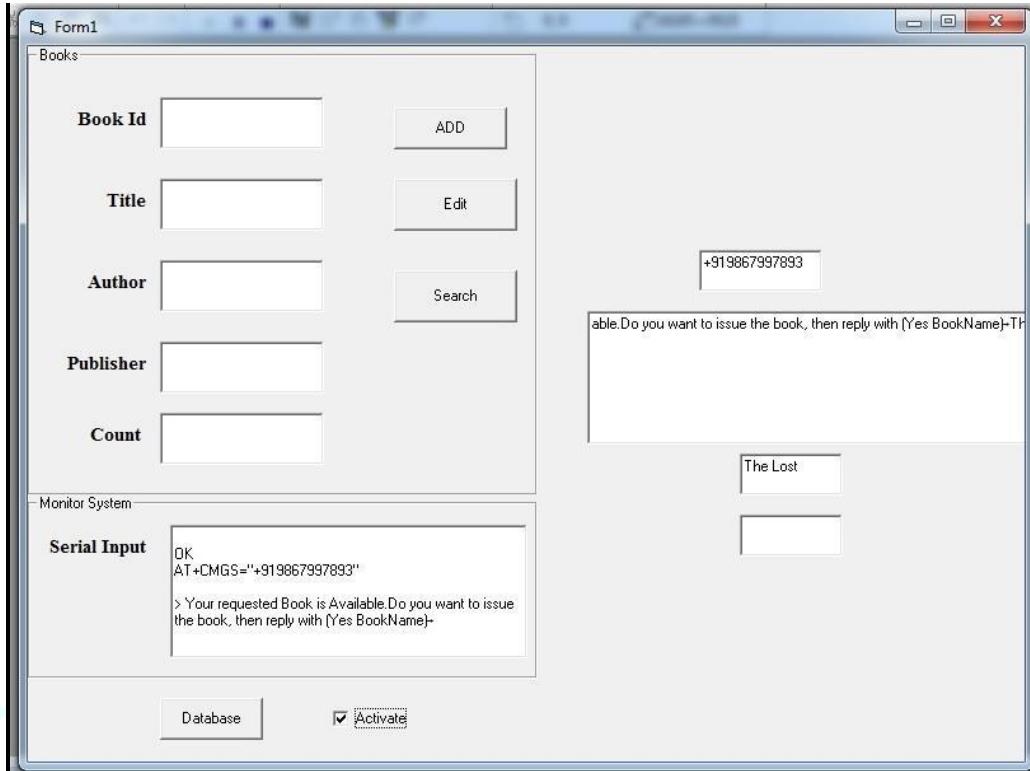 Form1
Books
Book Id
ADD
Title
Edit
Author
Search
Publisher
Count
Monitor System
Serial Input
OK
AT+CMGS="+919867997893"
> Your requested Book is Available.Do you want to issue
the book, then reply with (Yes BookName)→
Database
Activate
+919867997893
able.Do you want to issue the book, then reply with (Yes BookName)→Th
The Lost